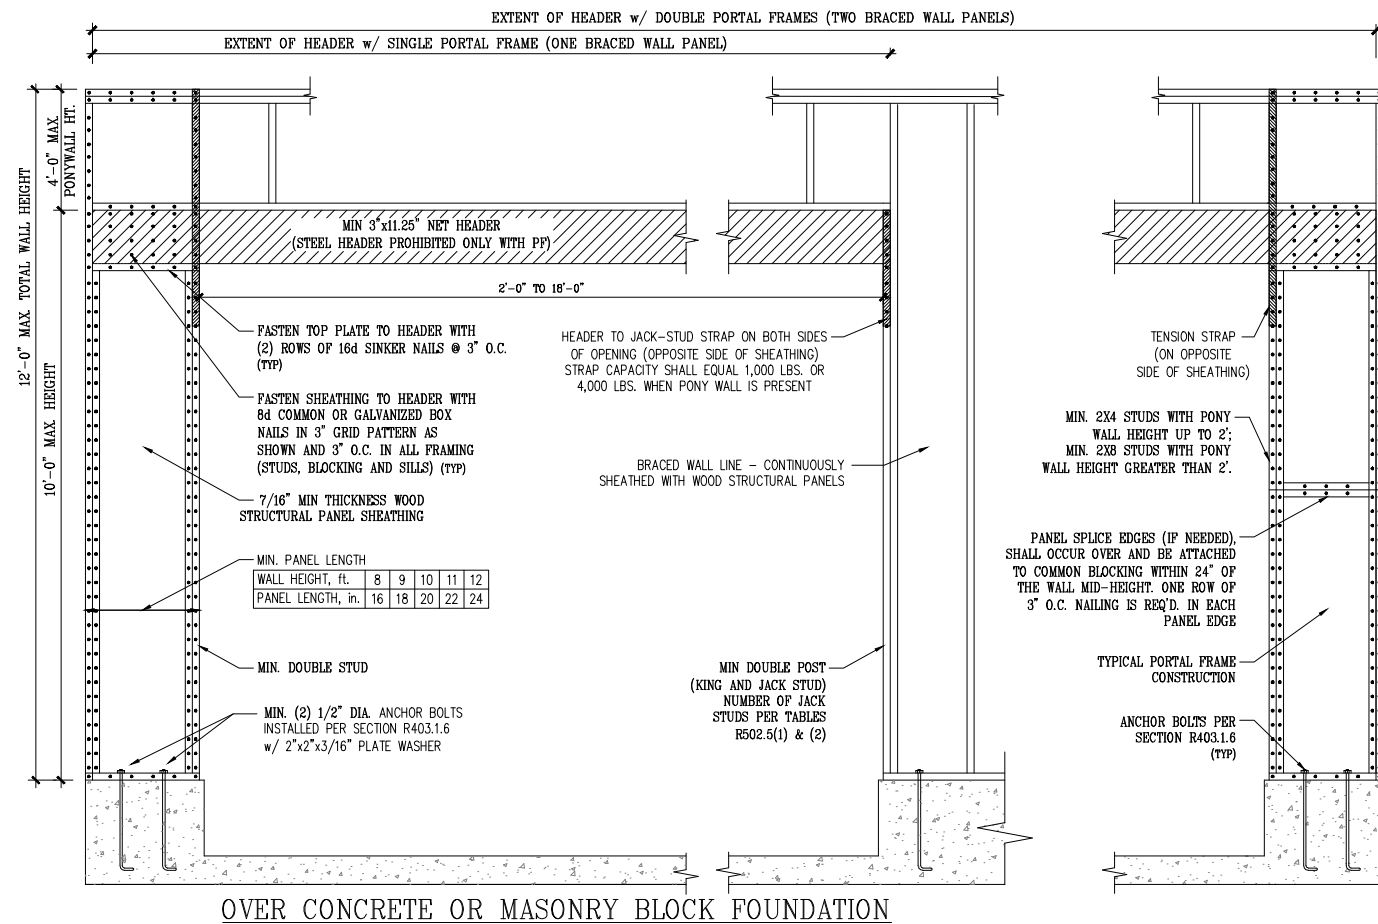 EXTENT OF HEADER w/ DOUBLE PORTAL FRAMES (TWO BRACED WALL PANELS)
EXTENT OF HEADER w/ SINGLE PORTAL FRAME (ONE BRACED WALL PANEL)
12'-0" MAX TOTAL WALL HEIGHT
4'-0" MAX.
PONYWALL HT.
10'-0" MAX HEIGHT
MIN 3"x11.25" NET HEADER
(STEEL HEADER PROHIBITED ONLY WITH PF)
2'-0" TO 18'-0"
FASTEN TOP PLATE TO HEADER WITH
(2) ROWS OF 16d SINKER NAILS @ 3" O.C.
(TYP)
FASTEN SHEATHING TO HEADER WITH
8d COMMON OR GALVANIZED BOX
NAILS IN 3" GRID PATTERN AS
SHOWN AND 3" O.C. IN ALL FRAMING
(STUDS, BLOCKING AND SILLS) (TYP)
7/16" MIN THICKNESS WOOD
STRUCTURAL PANEL SHEATHING
MIN. PANEL LENGTH
WALL HEIGHT, ft. 8 9 10 11 12
PANEL LENGTH, in. 16 18 20 22 24
MIN. DOUBLE STUD
MIN. (2) 1/2" DIA. ANCHOR BOLTS
INSTALLED PER SECTION R403.1.6
w/ 2"x2"x3/16" PLATE WASHER
HEADER TO JACK-STUD STRAP ON BOTH SIDES
OF OPENING (OPPOSITE SIDE OF SHEATHING)
STRAP CAPACITY SHALL EQUAL 1,000 LBS. OR
4,000 LBS. WHEN PONY WALL IS PRESENT
BRACED WALL LINE - CONTINUOUSLY
SHEATHED WITH WOOD STRUCTURAL PANELS
MIN DOUBLE POST
(KING AND JACK STUD)
NUMBER OF JACK
STUDS PER TABLES
R502.5(1) & (2)
TENSION STRAP
(ON OPPOSITE
SIDE OF SHEATHING)
MIN. 2X4 STUDS WITH PONY
WALL HEIGHT UP TO 2';
MIN. 2X8 STUDS WITH PONY
WALL HEIGHT GREATER THAN 2'.
PANEL SPLICE EDGES (IF NEEDED),
SHALL OCCUR OVER AND BE ATTACHED
TO COMMON BLOCKING WITHIN 24" OF
THE WALL MID-HEIGHT. ONE ROW OF
3" O.C. NAILING IS REQ'D. IN EACH
PANEL EDGE
TYPICAL PORTAL FRAME
CONSTRUCTION
ANCHOR BOLTS PER
SECTION R403.1.6
(TYP)
OVER CONCRETE OR MASONRY BLOCK FOUNDATION